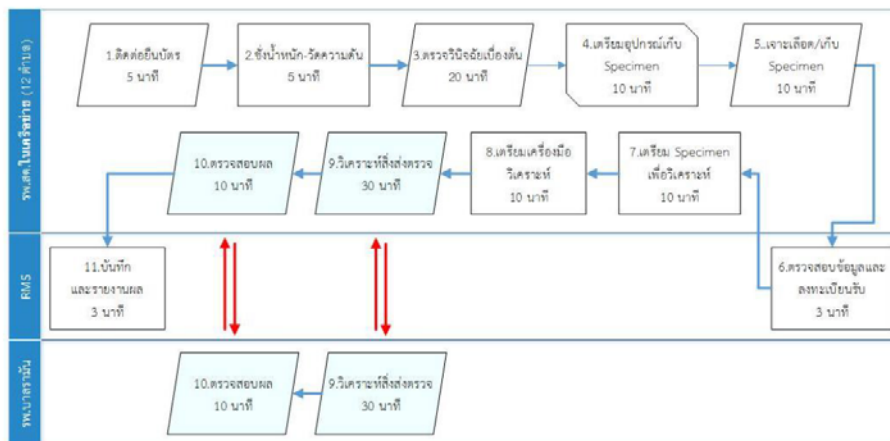 รพ.สต.ในเครือข่าย (12 ตำบล)
1.ติดต่อยื่นบัตร
5 นาที
2.ชั่งน้ำหนัก-วัดความดัน
5 นาที
3.ตรวจวินิจฉัยเบื้องต้น
20 นาที
4.เตรียมอุปกรณ์เก็บ
Specimen
10 นาที
5..เจาะเลือด/เก็บ
Specimen
10 นาที
10.ตรวจสอบผล
10 นาที
9.วิเคราะห์สิ่งส่งตรวจ
30 นาที
8.เตรียมเครื่องมือ
วิเคราะห์
10 นาที
7.เตรียม Specimen
เพื่อวิเคราะห์
10 นาที
RMS
11.บันทึก
และรายงานผล
3 นาที
6.ตรวจสอบข้อมูลและ
ลงทะเบียนรับ
3 นาที
รพ.บาลรามัน
10.ตรวจสอบผล
10 นาที
9.วิเคราะห์สิ่งส่งตรวจ
30 นาที